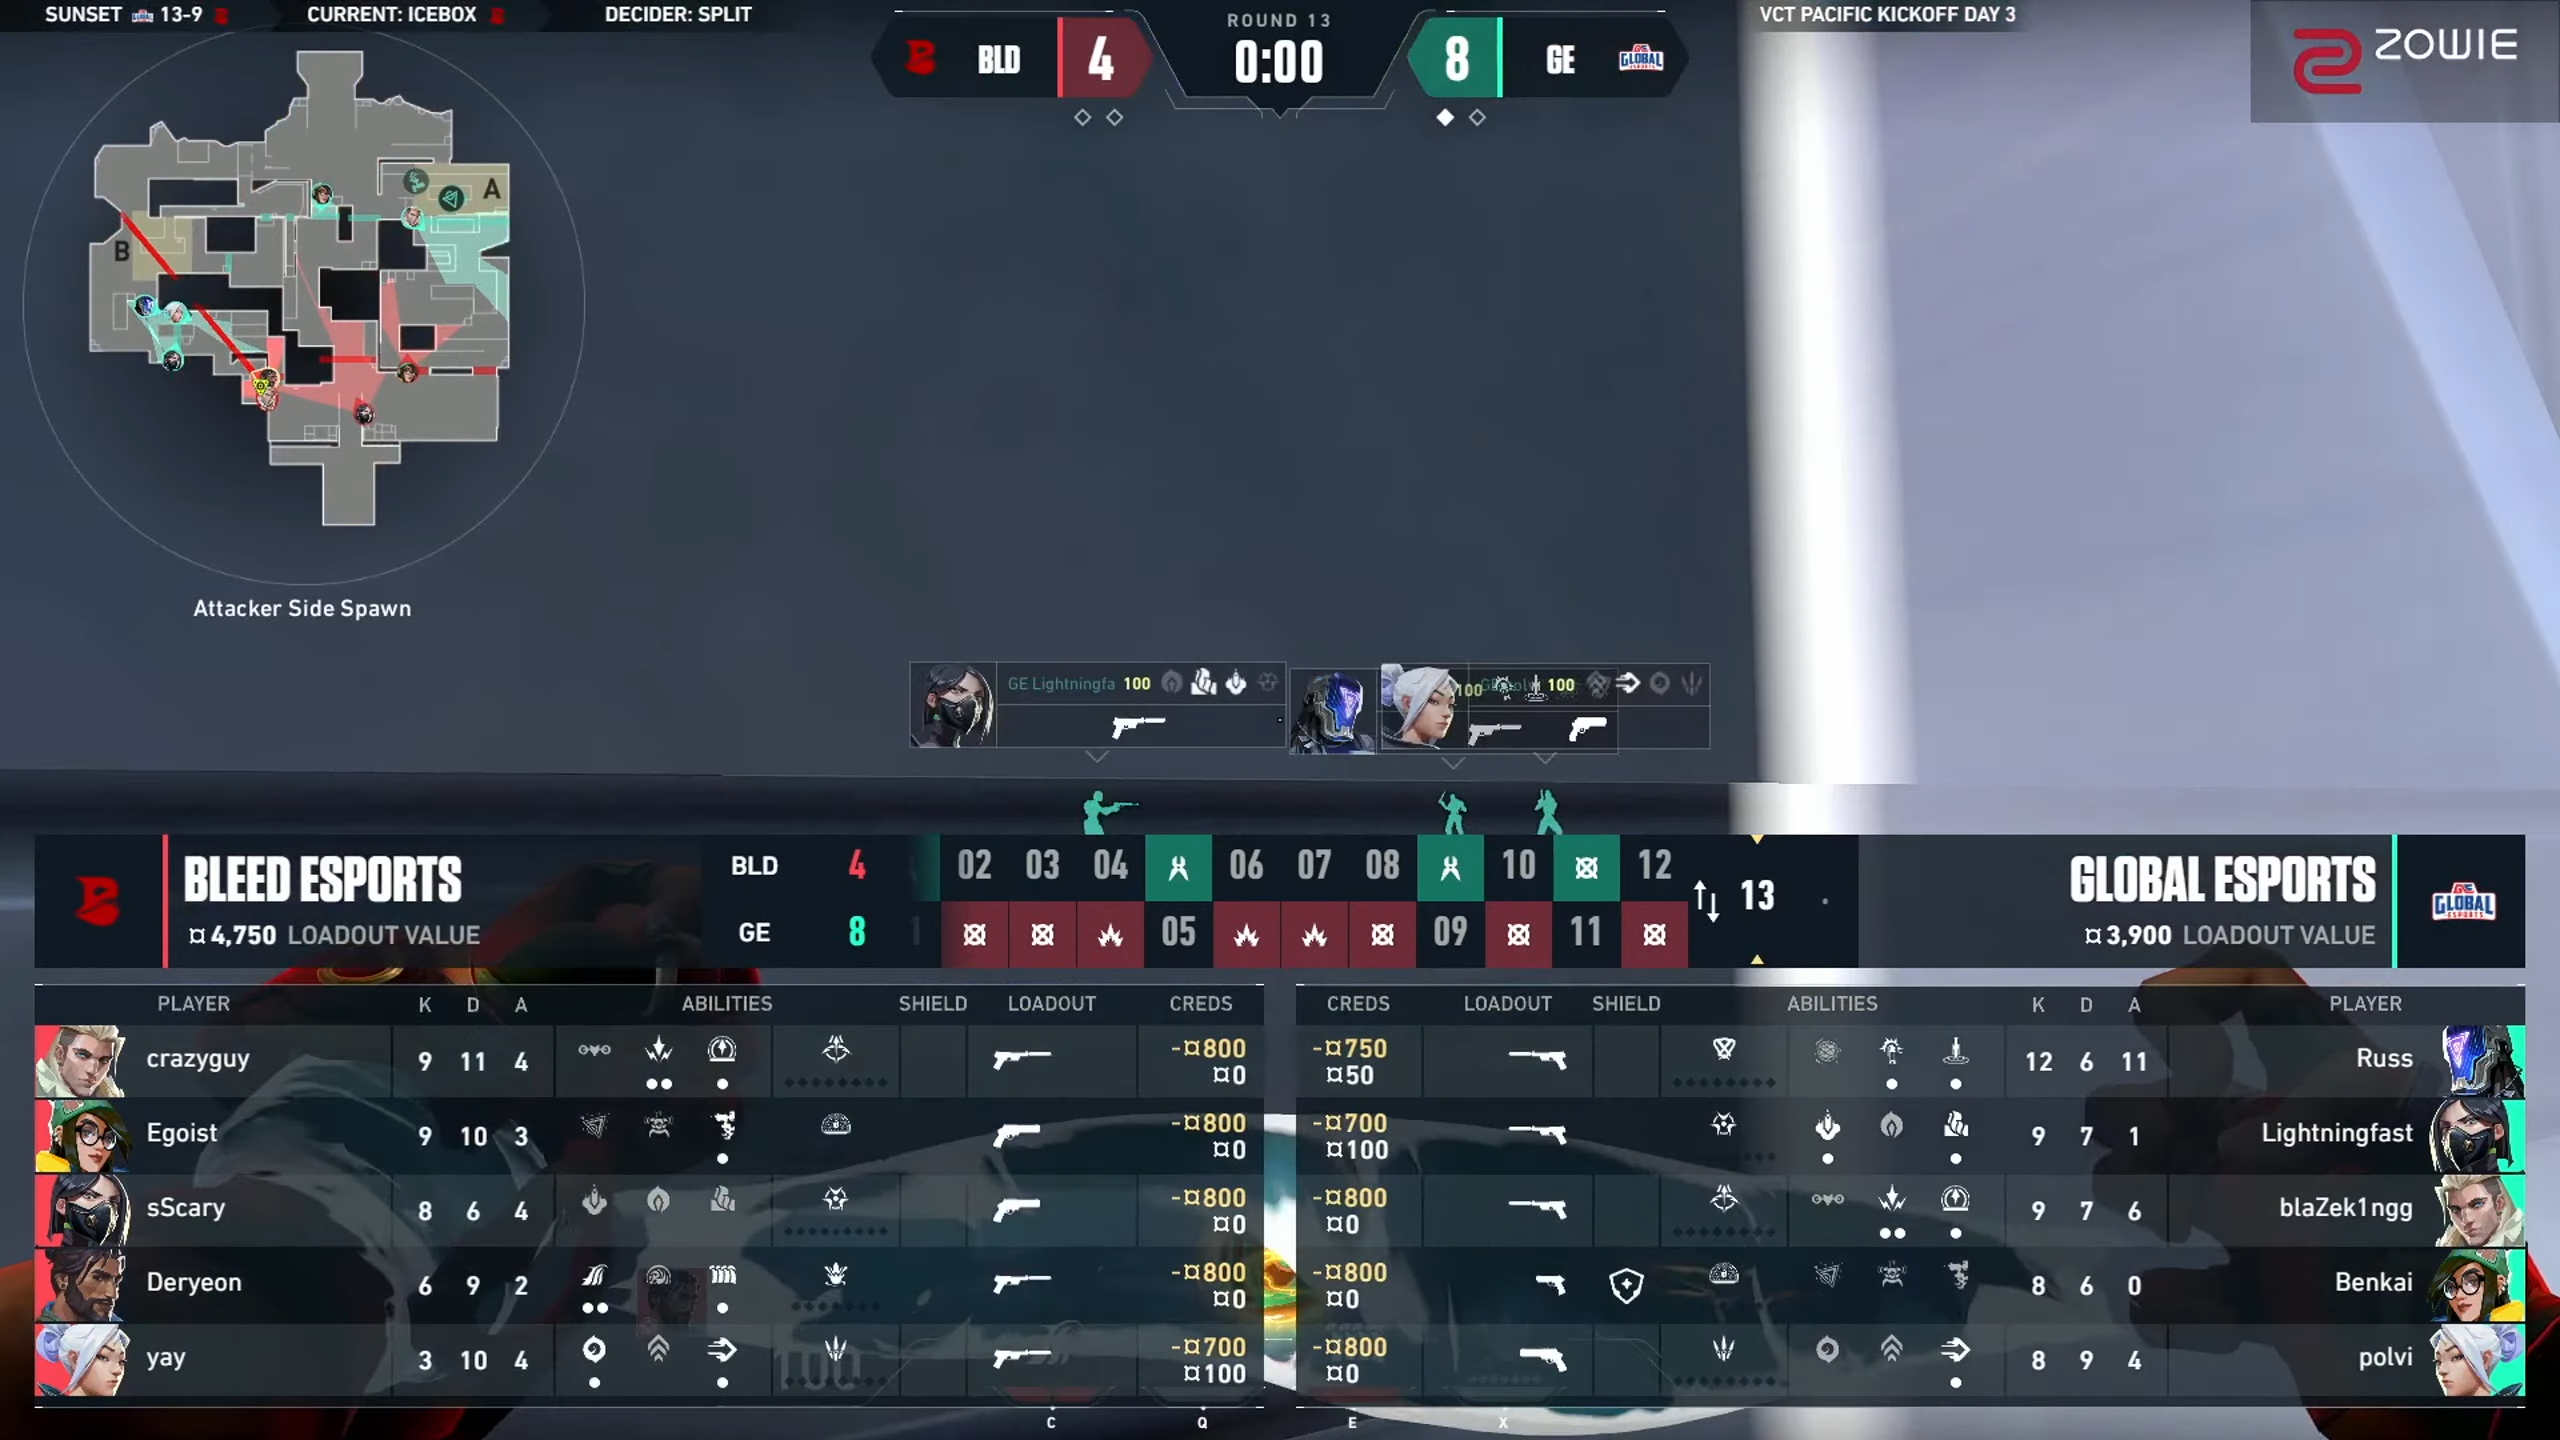 SUNSET GLOBAL 13-9 CURRENT: ICEBOX DECIDER: SPLIT
VCT PACIFIC KICKOFF DAY 3
ZOWIE
ROUND 13
BLD 4 0:00 8 GE GLOBAL
A
B
Attacker Side Spawn
GE Lightningfa 100
100
100
BLEED ESPORTS
¤4,750 LOADOUT VALUE
BLD 4 02 03 04 06 07 08 10 12
GE 8 05 09 11
13
GLOBAL ESPORTS
¤3,900 LOADOUT VALUE
GLOBAL ESPORTS
PLAYER K D A ABILITIES SHIELD LOADOUT CREDS
crazyguy 9 11 4 -¤800 ¤0
Egoist 9 10 3 -¤800 ¤0
sScary 8 6 4 -¤800 ¤0
Deryeon 6 9 2 -¤800 ¤0
yay 3 10 4 -¤700 ¤100
CREDS LOADOUT SHIELD ABILITIES K D A PLAYER
-¤750 ¤50 12 6 11 Russ
-¤700 ¤100 9 7 1 Lightningfast
-¤800 ¤0 9 7 6 blaZek1ngg
-¤800 ¤0 8 6 0 Benkai
-¤800 ¤0 8 9 4 polvi
100
C Q E X